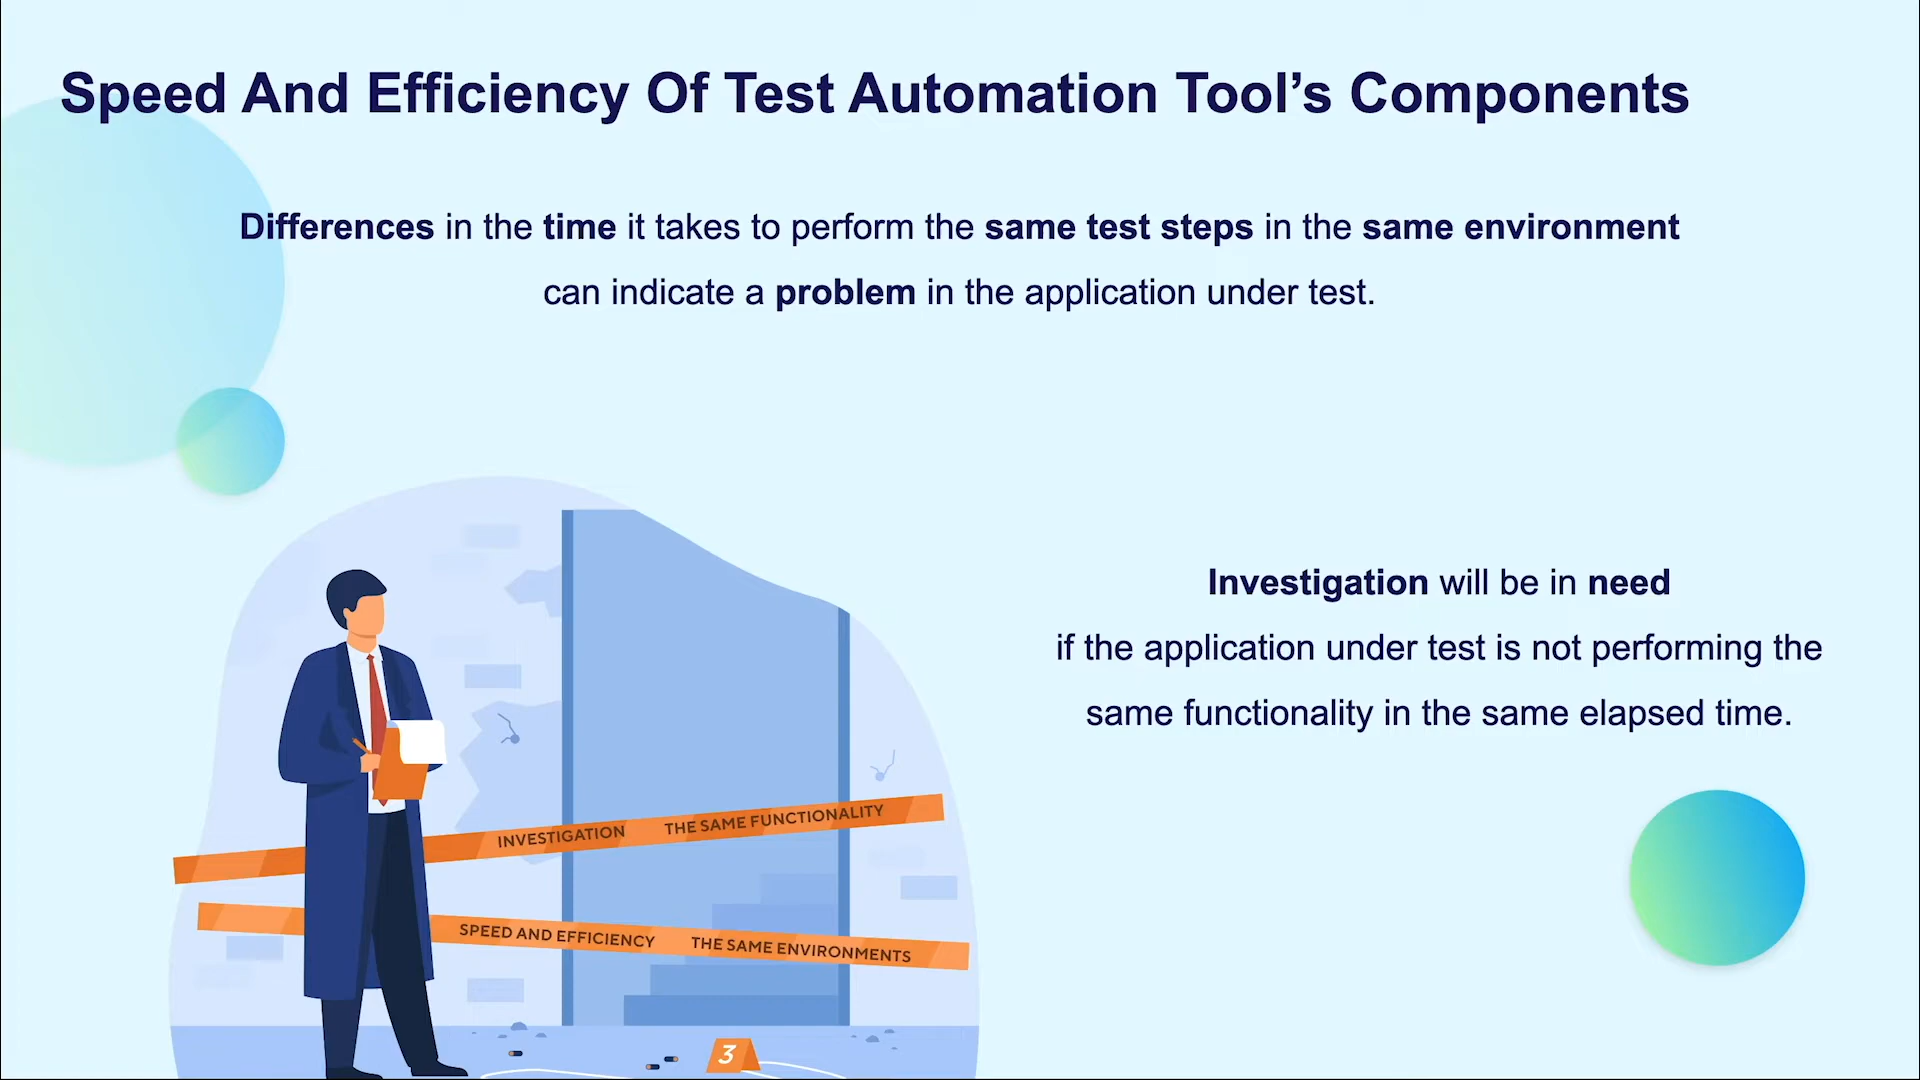 Speed And Efficiency Of Test Automation Tool’s Components
Differences in the time it takes to perform the same test steps in the same environment
can indicate a problem in the application under test.
Investigation will be in need
if the application under test is not performing the
same functionality in the same elapsed time.
INVESTIGATION THE SAME FUNCTIONALITY
SPEED AND EFFICIENCY THE SAME ENVIRONMENTS
3